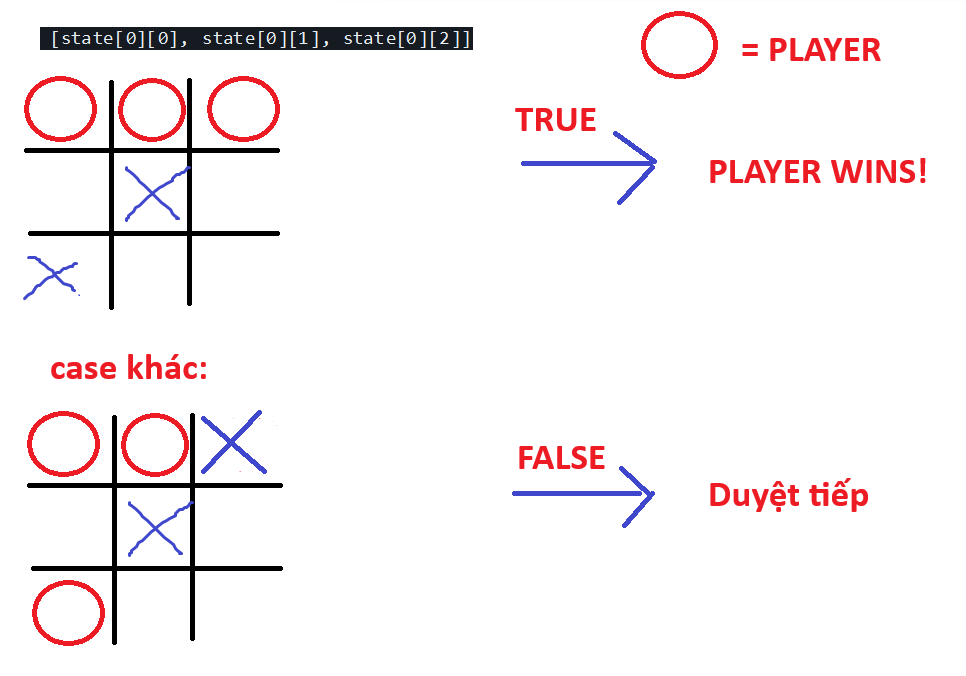 [state[0][0], state[0][1], state[0][2]]
= PLAYER
TRUE
PLAYER WINS!
case khác:
FALSE
Duyệt tiếp